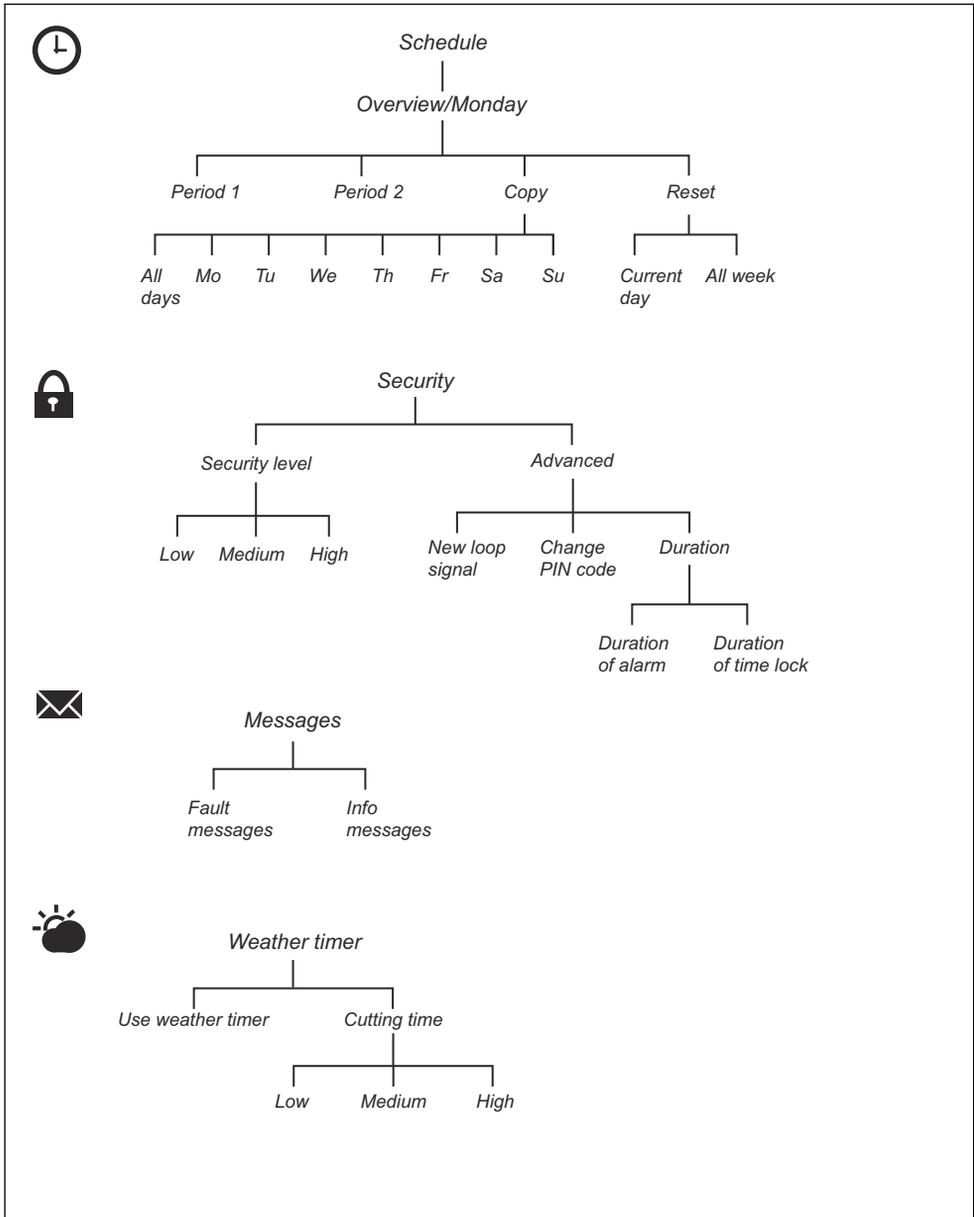 Schedule
Overview/Monday
Period 1 Period 2 Copy Reset
All Mo Tu We Th Fr Sa Su Current All week
days day
Security
Security level Advanced
Low Medium High New loop Change Duration
signal PIN code
Duration Duration
of alarm of time lock
Messages
Fault Info
messages messages
Weather timer
Use weather timer Cutting time
Low Medium High